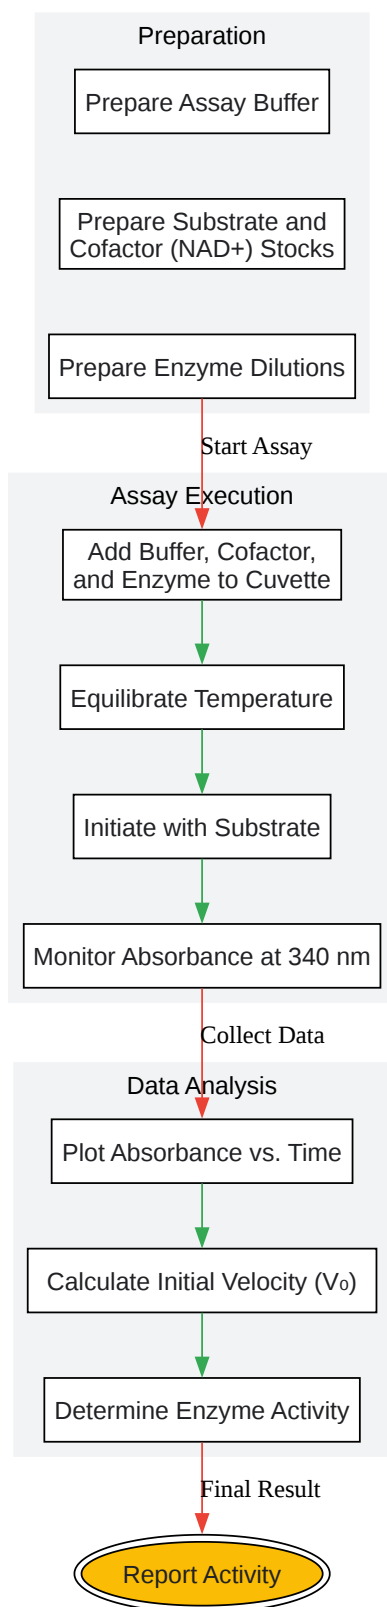 Preparation
Prepare Assay Buffer
Prepare Substrate and
Cofactor (NAD+) Stocks
Prepare Enzyme Dilutions
Start Assay
Assay Execution
Add Buffer, Cofactor,
and Enzyme to Cuvette
Equilibrate Temperature
Initiate with Substrate
Monitor Absorbance at 340 nm
Collect Data
Data Analysis
Plot Absorbance vs. Time
Calculate Initial Velocity (V₀)
Determine Enzyme Activity
Final Result
Report Activity